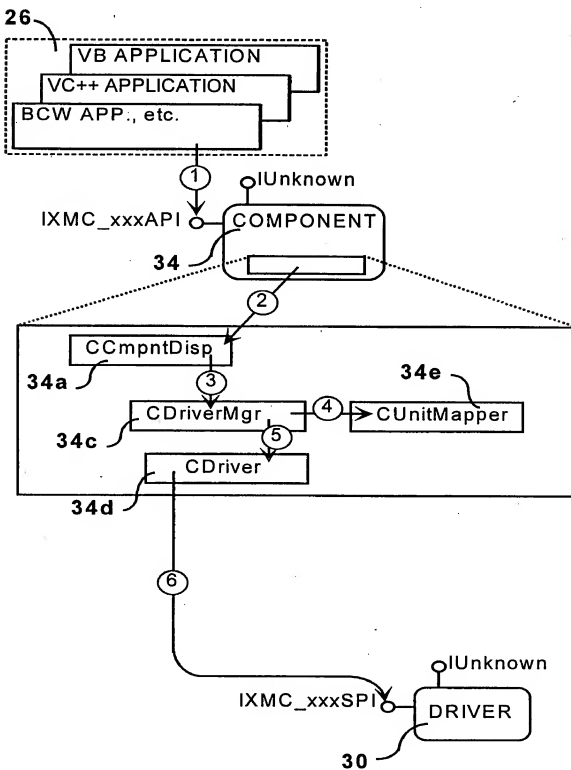 26
VB APPLICATION
VC++ APPLICATION
BCW APP., etc.
1
IUnknown
IXMC_xxxAPI
COMPONENT
34
2
CCmpntDisp
34a
3
34e
CDriverMgr
4
CUnitMapper
34c
5
CDriver
34d
6
IUnknown
IXMC_xxxSPI
DRIVER
30